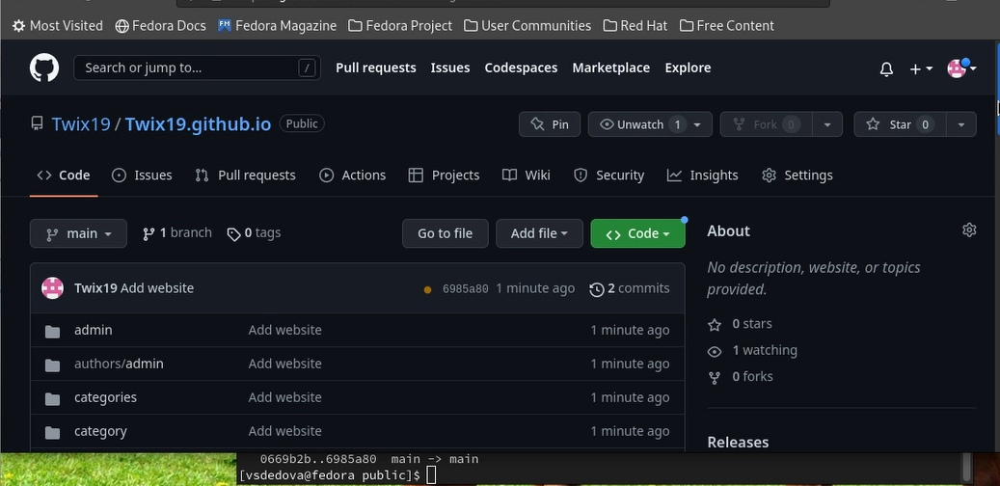 Most Visited Fedora Docs Fedora Magazine Fedora Project User Communities Red Hat Free Content
Search or jump to... / Pull requests Issues Codespaces Marketplace Explore
Twix19 / Twix19.github.io Public Pin Unwatch 1 Fork 0 Star 0
Code Issues Pull requests Actions Projects Wiki Security Insights Settings
main 1 branch 0 tags Go to file Add file Code About
No description, website, or topics
provided.
Twix19 Add website 6985a80 1 minute ago 2 commits
0 stars
admin Add website 1 minute ago
1 watching
authors/admin Add website 1 minute ago
0 forks
categories Add website 1 minute ago
category Add website 1 minute ago
Releases
0669b2b..6985a80 main -> main
[vsdedova@fedora public]$